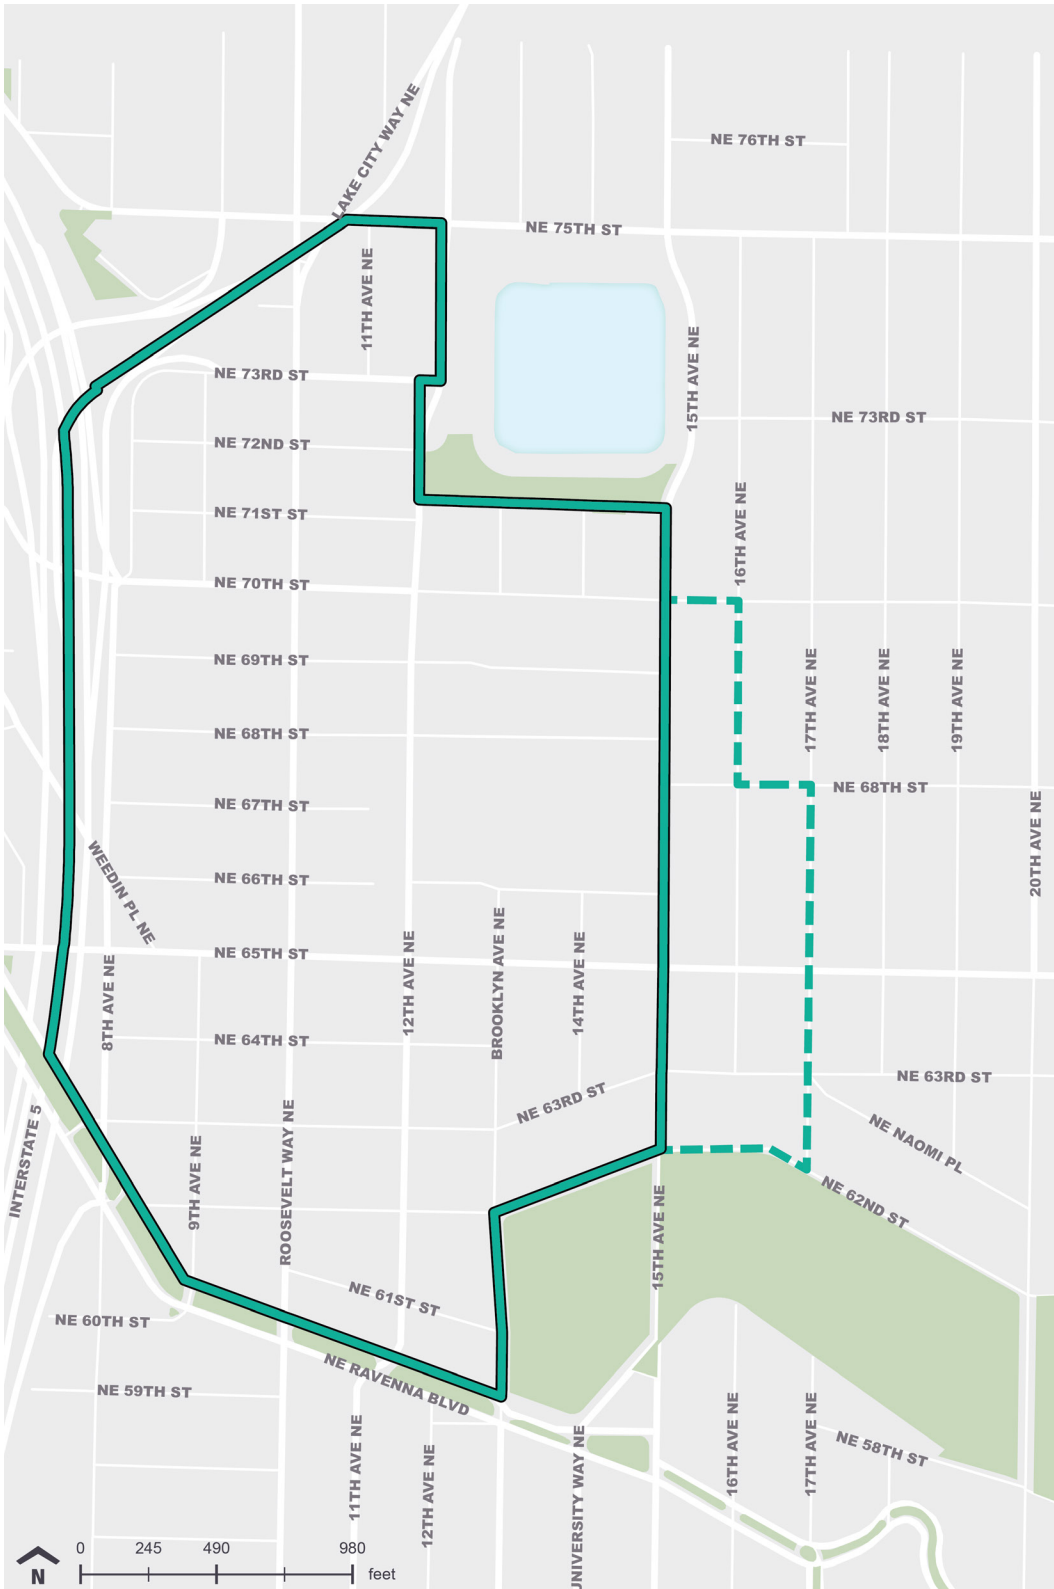 LAKE CITY WAY NE
NE 76TH ST
NE 75TH ST
11TH AVE NE
15TH AVE NE
NE 73RD ST
NE 73RD ST
NE 72ND ST
16TH AVE NE
NE 71ST ST
NE 70TH ST
NE 69TH ST
17TH AVE NE
18TH AVE NE
19TH AVE NE
NE 68TH ST
NE 68TH ST
NE 67TH ST
20TH AVE NE
WEEDIN PL NE
NE 66TH ST
BROOKLYN AVE NE
12TH AVE NE
14TH AVE NE
NE 65TH ST
8TH AVE NE
NE 64TH ST
NE 63RD ST
NE 63RD ST
INTERSTATE 5
ROOSEVELT WAY NE
9TH AVE NE
NE NAOMI PL
NE 62ND ST
15TH AVE NE
NE 61ST ST
NE 60TH ST
NE RAVENNA BLVD
NE 59TH ST
11TH AVE NE
12TH AVE NE
UNIVERSITY WAY NE
16TH AVE NE
17TH AVE NE
NE 58TH ST
N
0 245 490 980
feet